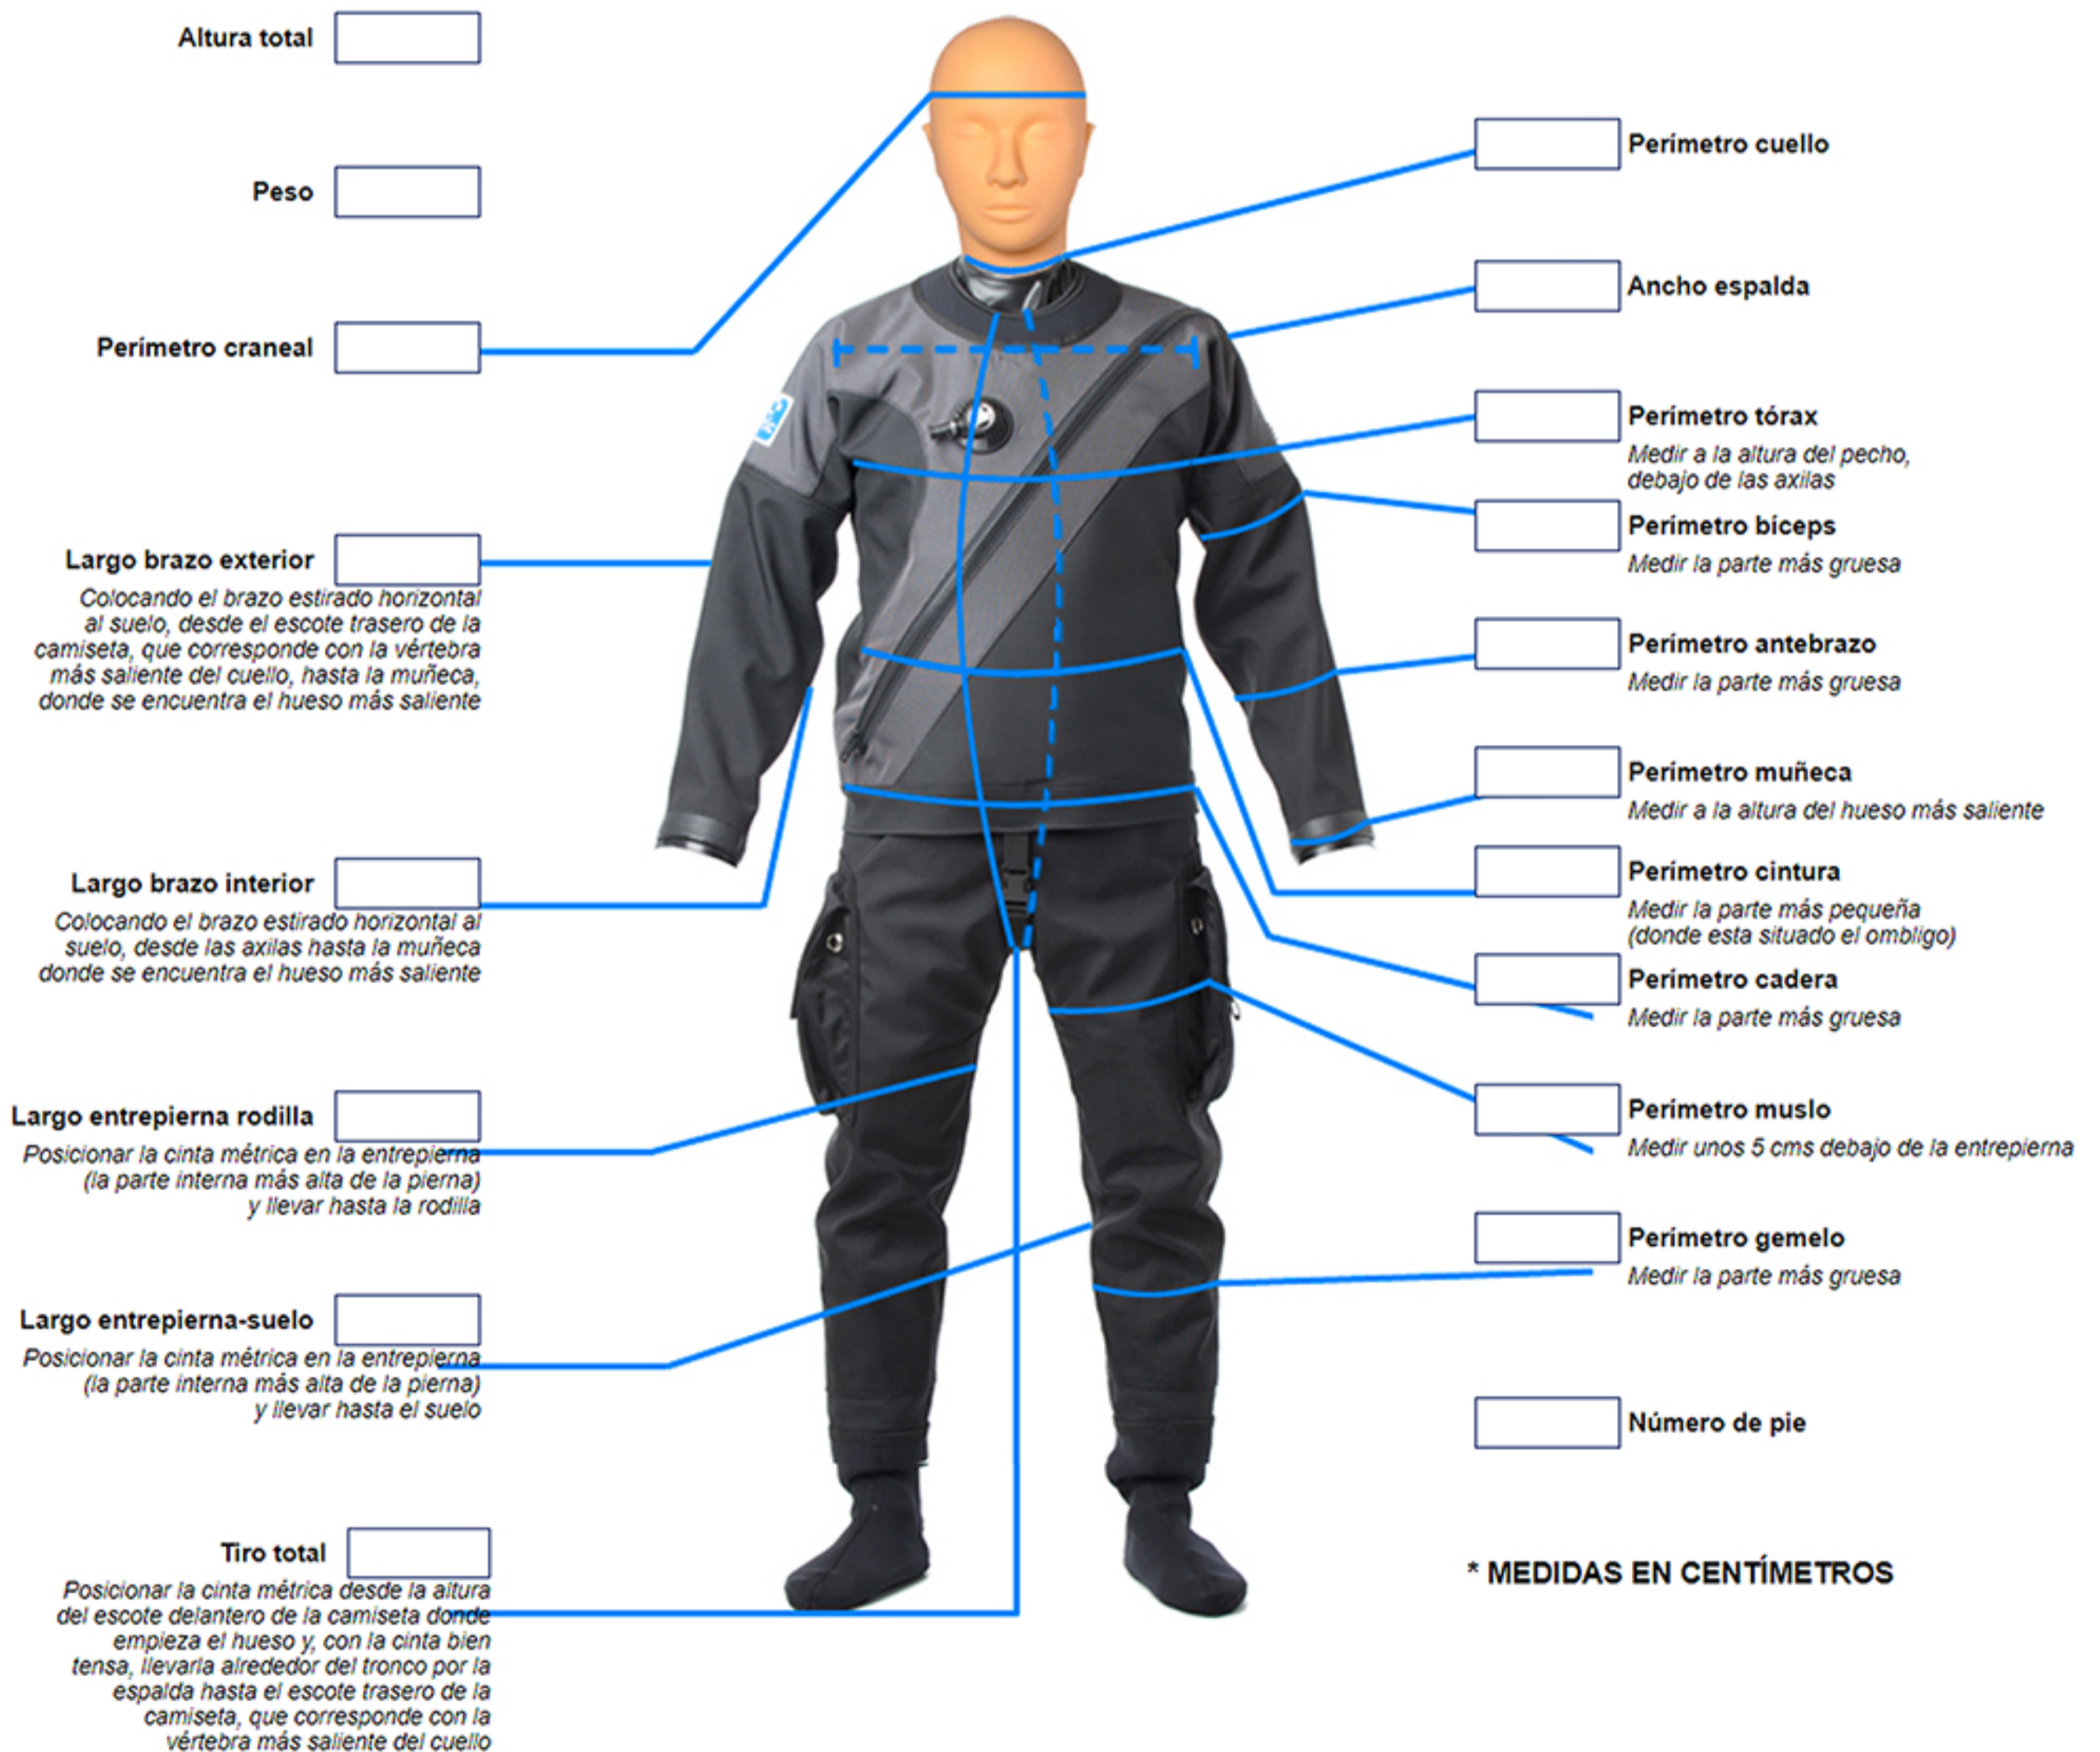 Altura total
Peso
Perímetro craneal
Largo brazo exterior
Colocando el brazo estirado horizontal
al suelo, desde el escote trasero de la
camiseta, que corresponde con la vértebra
más saliente del cuello, hasta la muñeca,
donde se encuentra el hueso más saliente
Largo brazo interior
Colocando el brazo estirado horizontal al
suelo, desde las axilas hasta la muñeca
donde se encuentra el hueso más saliente
Largo entrepierna rodilla
Posicionar la cinta métrica en la entrepierna
(la parte interna más alta de la pierna)
y llevar hasta la rodilla
Largo entrepierna-suelo
Posicionar la cinta métrica en la entrepierna
(la parte interna más alta de la pierna)
y llevar hasta el suelo
Tiro total
Posicionar la cinta métrica desde la altura
del escote delantero de la camiseta donde
empieza el hueso y, con la cinta bien
tensa, llevarla alrededor del tronco por la
espalda hasta el escote trasero de la
camiseta, que corresponde con la
vértebra más saliente del cuello
Perímetro cuello
Ancho espalda
Perímetro tórax
Medir a la altura del pecho,
debajo de las axilas
Perímetro bíceps
Medir la parte más gruesa
Perímetro antebrazo
Medir la parte más gruesa
Perímetro muñeca
Medir a la altura del hueso más saliente
Perímetro cintura
Medir la parte más pequeña
(donde esta situado el ombligo)
Perímetro cadera
Medir la parte más gruesa
Perímetro muslo
Medir unos 5 cms debajo de la entrepierna
Perímetro gemelo
Medir la parte más gruesa
Número de pie
* MEDIDAS EN CENTÍMETROS